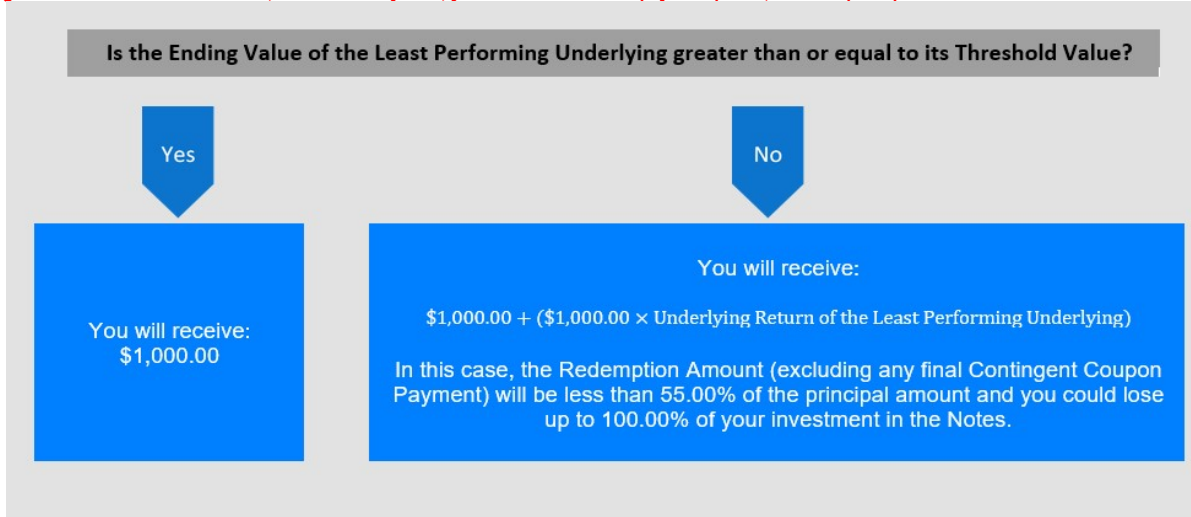 Is the Ending Value of the Least Performing Underlying greater than or equal to its Threshold Value?
Yes
No
You will receive:
$1,000.00
You will receive:
$1,000.00 + ($1,000.00 × Underlying Return of the Least Performing Underlying)
In this case, the Redemption Amount (excluding any final Contingent Coupon
Payment) will be less than 55.00% of the principal amount and you could lose
up to 100.00% of your investment in the Notes.